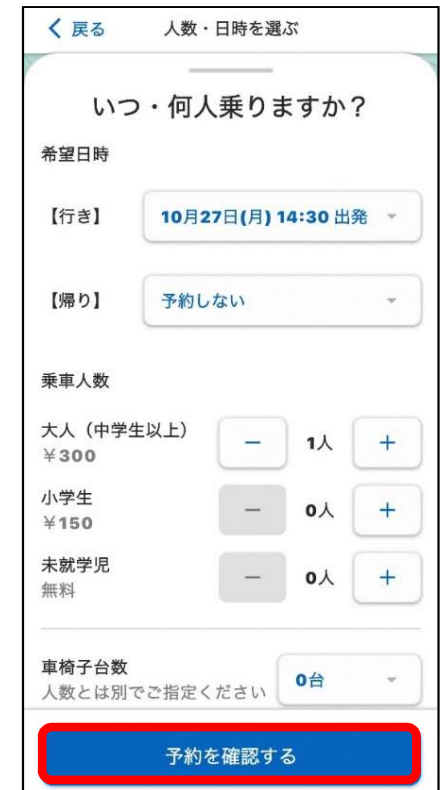 戻る 人数・日時を選ぶ
いつ・何人乗りますか？
希望日時
【行き】 10月27日(月) 14:30 出発
【帰り】 予約しない
乗車人数
大人（中学生以上）
¥300
− 1人 +
小学生
¥150
− 0人 +
未就学児
無料
− 0人 +
車椅子台数
人数とは別でご指定ください
0台
予約を確認する